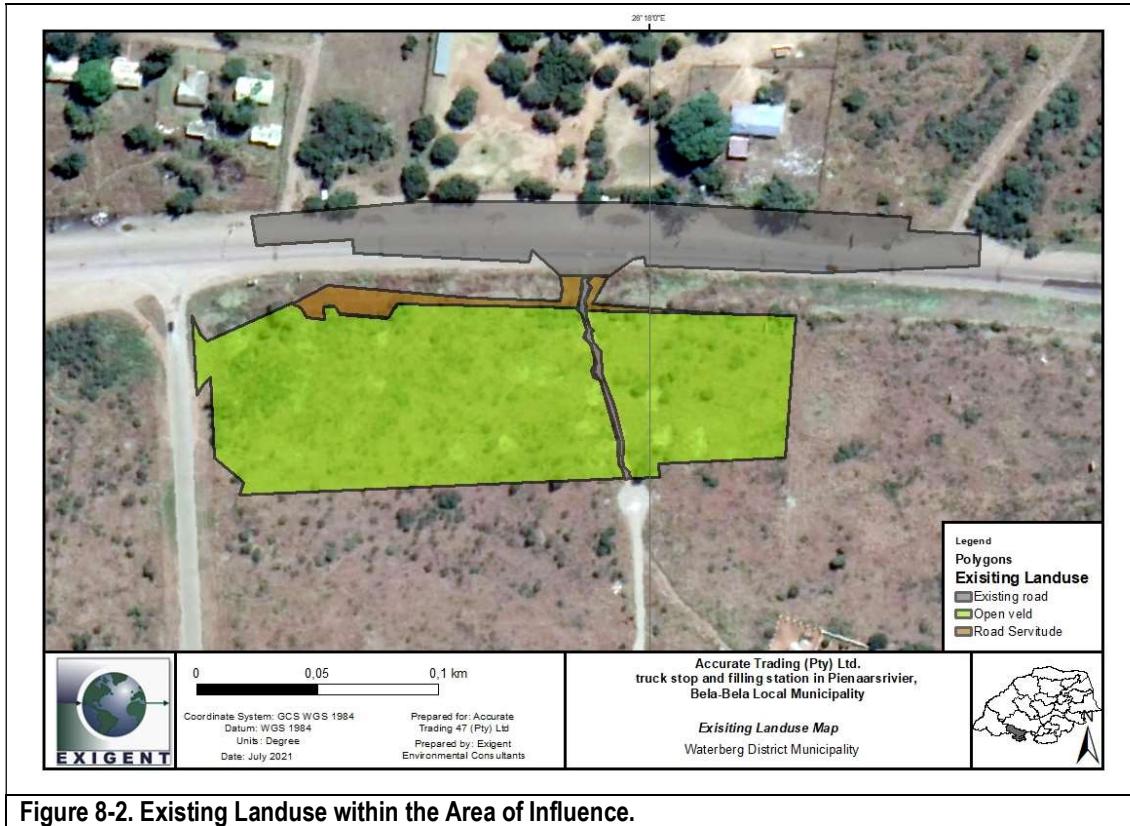 28°18'0"E
Legend
Polygons
Exisiting Landuse
Existing road
Open veld
Road Servitude
EXIGENT
0 0,05 0,1 km
Coordinate System: GCS WGS 1984
Datum: WGS 1984
Units: Degree
Date: July 2021
Prepared for: Accurate
Trading 47 (Pty) Ltd
Prepared by: Exigent
Environmental Consultants
Accurate Trading (Pty) Ltd.
truck stop and filling station in Pienaarsrivier,
Bela-Bela Local Municipality
Exisiting Landuse Map
Waterberg District Municipality
Figure 8-2. Existing Landuse within the Area of Influence.